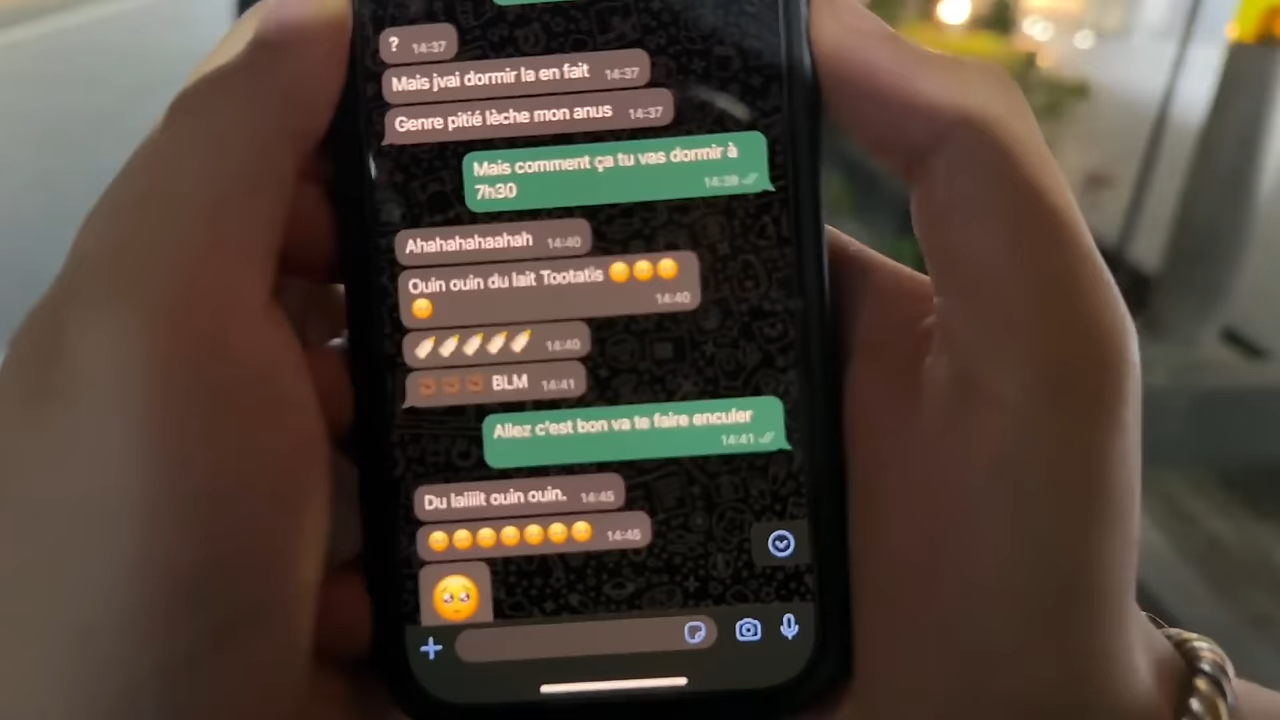 ? 14:37
Mais jvai dormir la en fait 14:37
Genre pitié lèche mon anus 14:37
Mais comment ça tu vas dormir à
7h30 14:39
Ahahahahaahah 14:40
Ouin ouin du lait Tootatis
14:40
14:40
BLM 14:41
Allez c'est bon va te faire enculer
14:41
Du laiiiit ouin ouin. 14:45
14:45